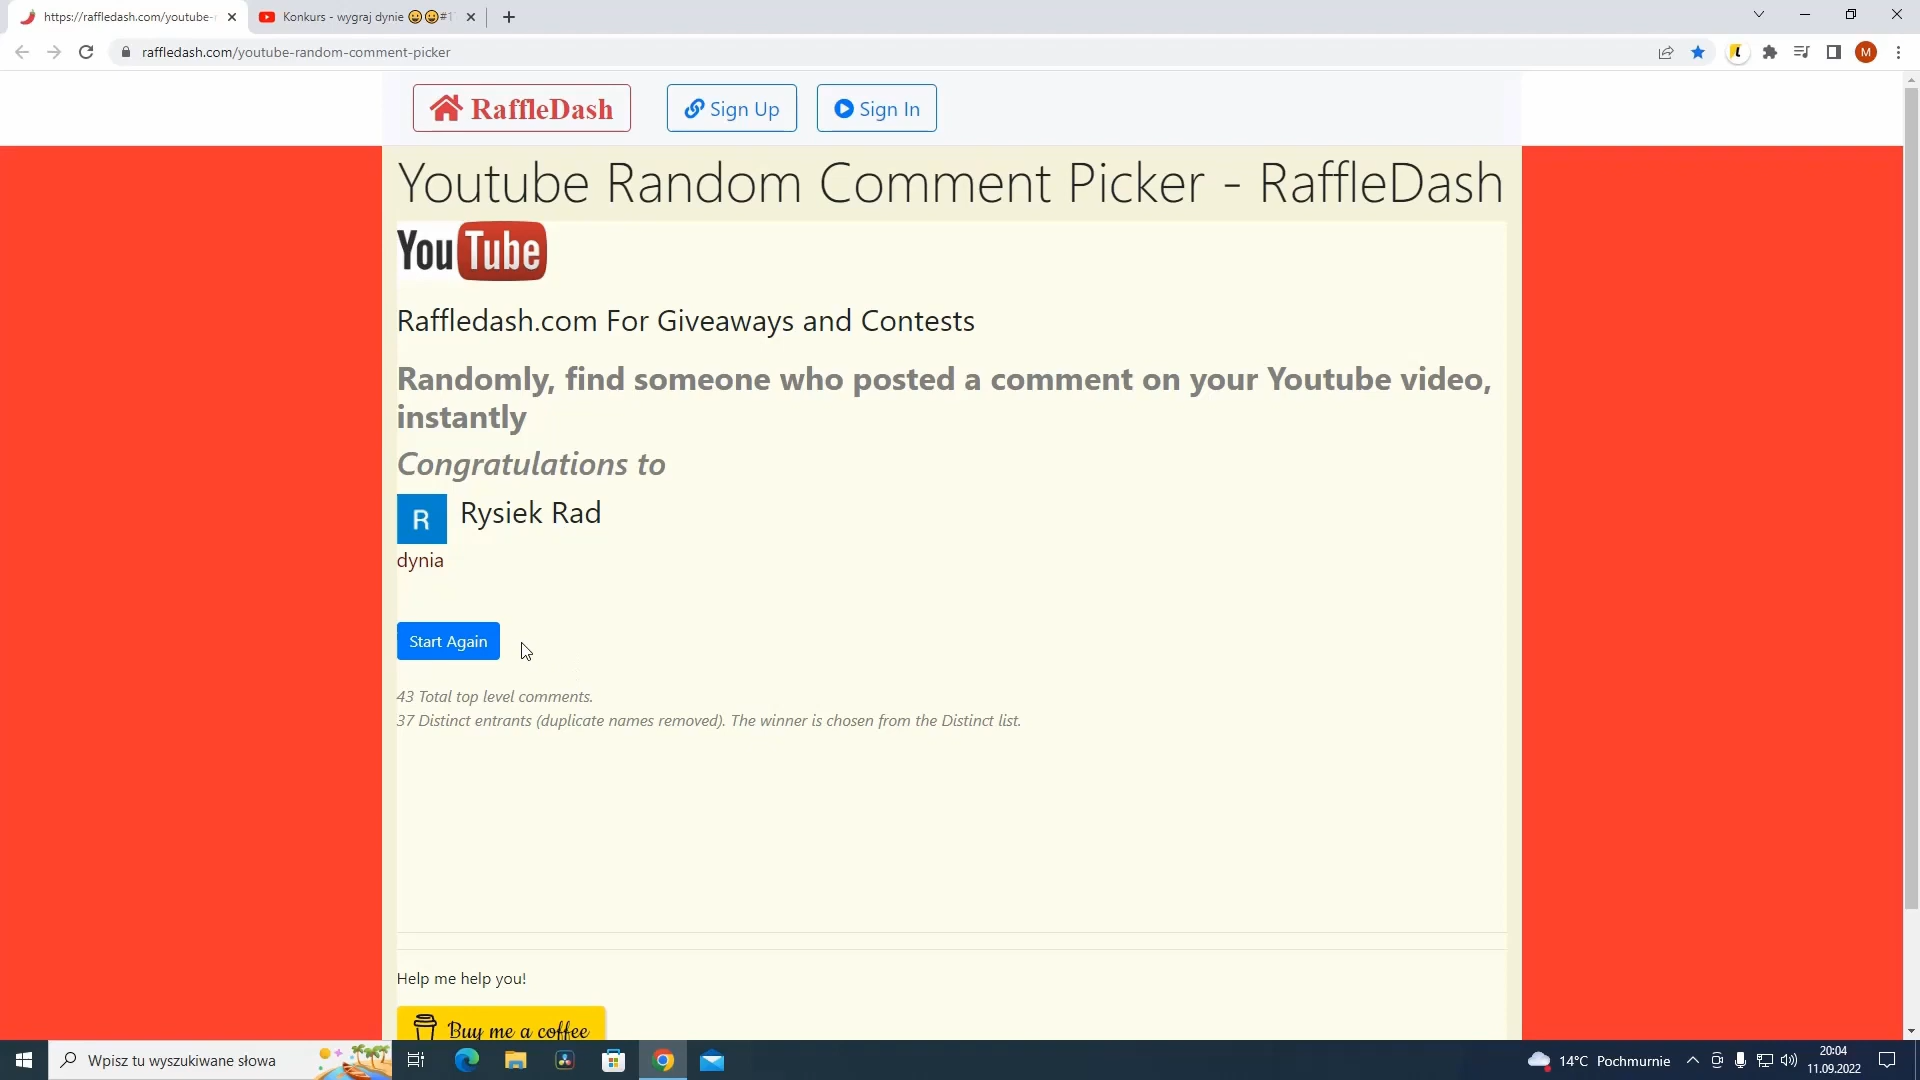 https://raffledash.com/youtube-r
Konkurs - wygraj dynie 😀😀#1
raffledash.com/youtube-random-comment-picker
M
RaffleDash
Sign Up
Sign In
Youtube Random Comment Picker - RaffleDash
YouTube
Raffledash.com For Giveaways and Contests
Randomly, find someone who posted a comment on your Youtube video,
instantly
Congratulations to
R
Rysiek Rad
dynia
Start Again
43 Total top level comments.
37 Distinct entrants (duplicate names removed). The winner is chosen from the Distinct list.
Help me help you!
Buy me a coffee
Wpisz tu wyszukiwane słowa
14°C Pochmurnie
20:04
11.09.2022